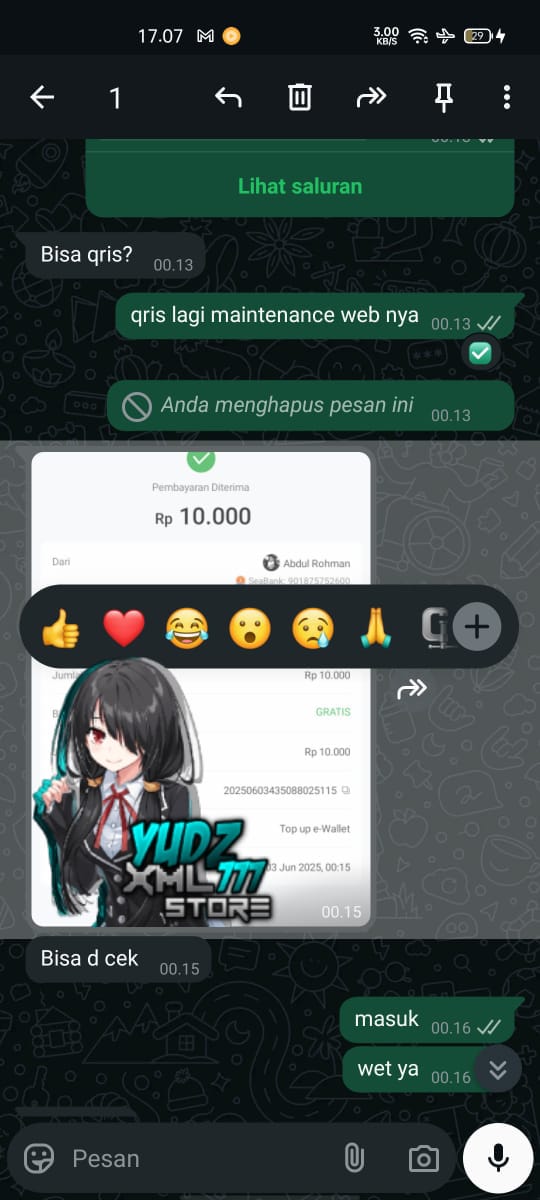 17.07
3.00
KB/S
29
1
Lihat saluran
Bisa qris? 00.13
qris lagi maintenance web nya 00.13
Anda menghapus pesan ini 00.13
Pembayaran Diterima
Rp 10.000
Dari
Abdul Rohman
SeaBank: 901875752600
Rp 10.000
GRATIS
Rp 10.000
20250603435088025115
Top up e-Wallet
03 Jun 2025, 00:15
YUDZ
XML 777
STORE
00.15
Bisa d cek 00.15
masuk 00.16
wet ya 00.16
Pesan